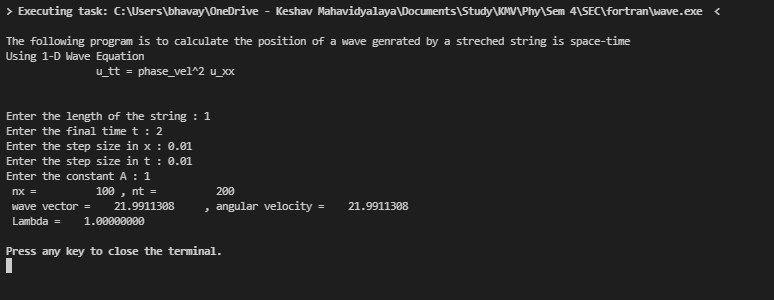 > Executing task: C:\Users\bhavay\OneDrive - Keshav Mahavidyalaya\Documents\Study\KMV\Phy\Sem 4\SEC\fortran\wave.exe <
The following program is to calculate the position of a wave genrated by a streched string is space-time
Using 1-D Wave Equation
u_tt = phase_vel^2 u_xx
Enter the length of the string : 1
Enter the final time t : 2
Enter the step size in x : 0.01
Enter the step size in t : 0.01
Enter the constant A : 1
nx = 100 , nt = 200
wave vector = 21.9911308 , angular velocity = 21.9911308
Lambda = 1.00000000
Press any key to close the terminal.